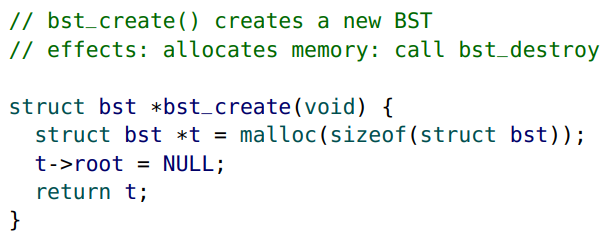 // bst_create() creates a new BST
// effects: allocates memory: call bst_destroy
struct bst *bst_create(void) {
  struct bst *t = malloc(sizeof(struct bst));
  t->root = NULL;
  return t;
}